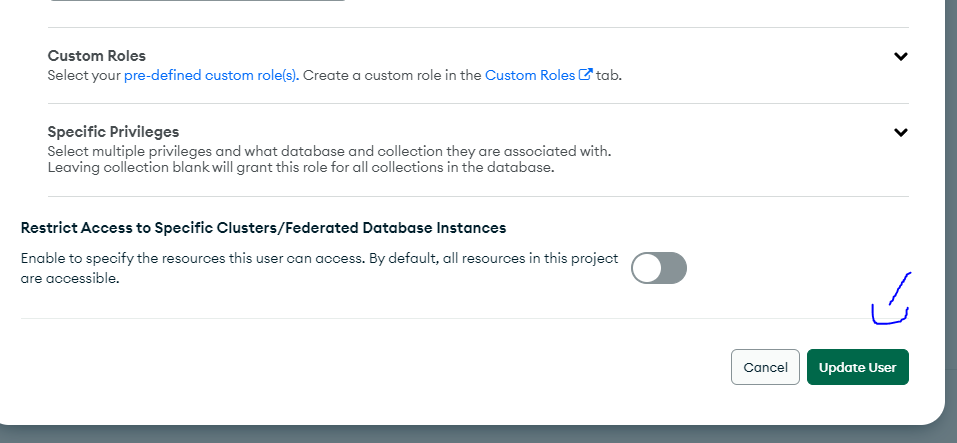 Custom Roles
Select your pre-defined custom role(s). Create a custom role in the Custom Roles tab.
Specific Privileges
Select multiple privileges and what database and collection they are associated with.
Leaving collection blank will grant this role for all collections in the database.
Restrict Access to Specific Clusters/Federated Database Instances
Enable to specify the resources this user can access. By default, all resources in this project
are accessible.
Cancel Update User